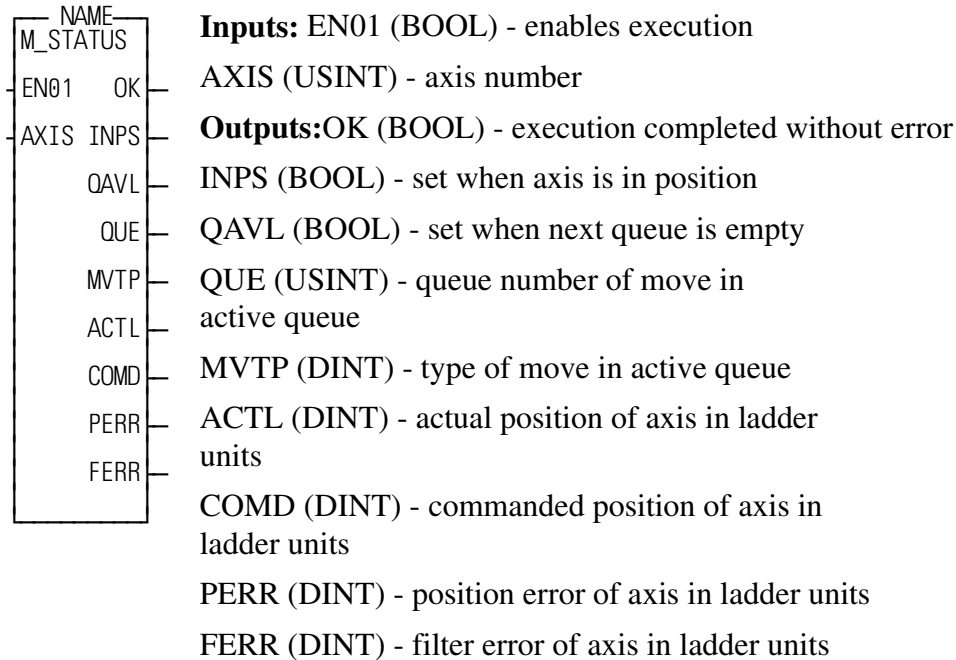 NAME
M_STATUS
EN01 OK
AXIS INPS
QAVL
QUE
MVTP
ACTL
COMD
PERR
FERR
Inputs: EN01 (BOOL) - enables execution
AXIS (USINT) - axis number
Outputs:OK (BOOL) - execution completed without error
INPS (BOOL) - set when axis is in position
QAVL (BOOL) - set when next queue is empty
QUE (USINT) - queue number of move in
active queue
MVTP (DINT) - type of move in active queue
ACTL (DINT) - actual position of axis in ladder
units
COMD (DINT) - commanded position of axis in
ladder units
PERR (DINT) - position error of axis in ladder units
FERR (DINT) - filter error of axis in ladder units